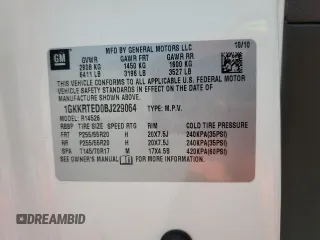 GM
MFD BY GENERAL MOTORS LLC 10/10
GVWR GAWR FRT GAWR RR
2908 KG 1450 KG 1600 KG
6411 LB 3196 LB 3527 LB
THIS VEHICLE CONFORMS TO ALL APPLICABLE U.S. FEDERAL MOTOR
VEHICLE SAFETY STANDARDS IN EFFECT ON THE DATE OF
MANUFACTURE SHOWN ABOVE.
1GKKRTED0BJ229064 TYPE: M.P.V.
MODEL: R14526
TIRE SIZE SPEED RIM COLD TIRE PRESSURE
FRT P255/55R20 H 20X7.5J 240KPA(35PSI)
RR P255/55R20 H 20X7.5J 240KPA(35PSI)
SPA T145/70R17 M 17X4.5B 420KPA(60PSI)
SEE OWNER'S MANUAL FOR MORE INFORMATION.
DREAMBID
.COM